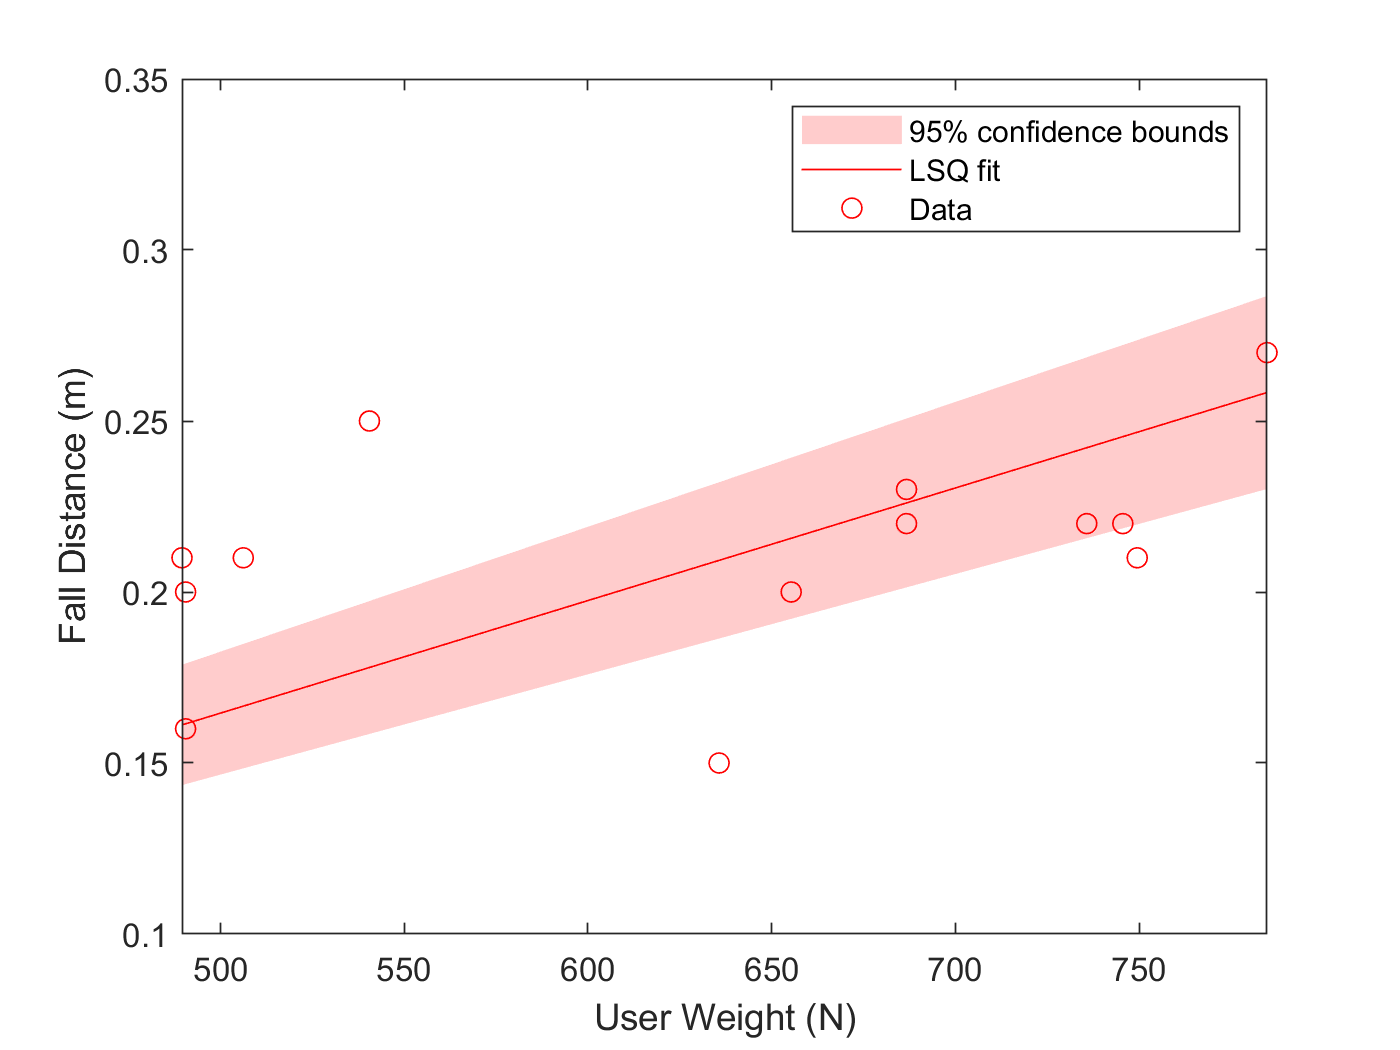 0.35
0.3
0.25
0.2
0.15
0.1
Fall Distance (m)
95% confidence bounds
LSQ fit
Data
500 550 600 650 700 750
User Weight (N)